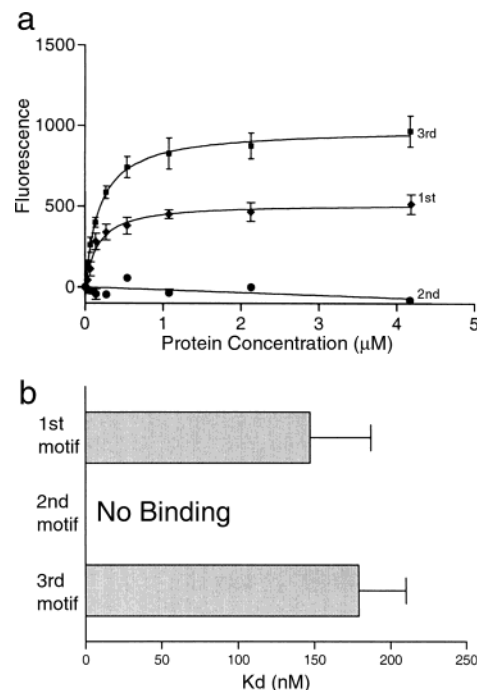 a
1500
1000
500
0
Fluorescence
3rd
1st
2nd
0 1 2 3 4 5
Protein Concentration (μM)
b
1st
motif
2nd
motif
No Binding
3rd
motif
0 50 100 150 200 250
Kd (nM)